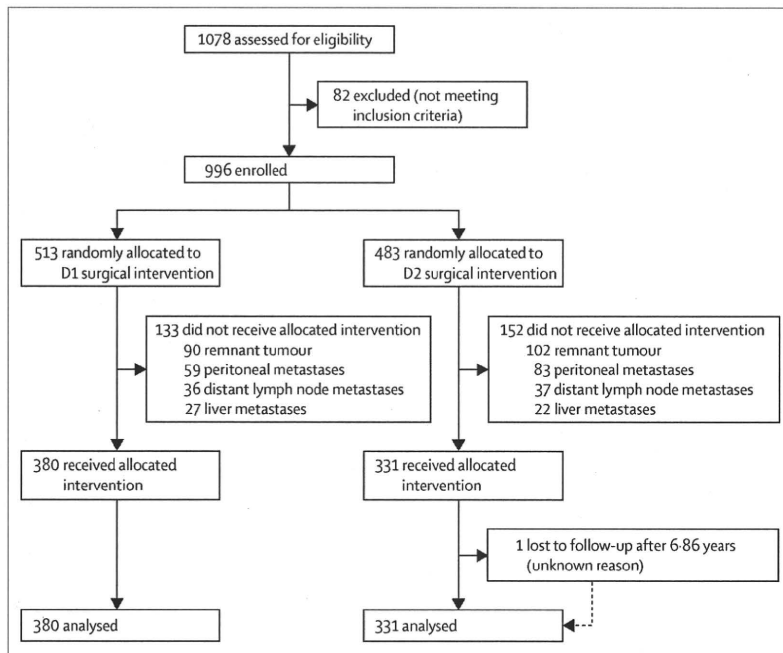 1078 assessed for eligibility
82 excluded (not meeting
inclusion criteria)
996 enrolled
513 randomly allocated to
D1 surgical intervention
483 randomly allocated to
D2 surgical intervention
133 did not receive allocated intervention
90 remnant tumour
59 peritoneal metastases
36 distant lymph node metastases
27 liver metastases
152 did not receive allocated intervention
102 remnant tumour
83 peritoneal metastases
37 distant lymph node metastases
22 liver metastases
380 received allocated
intervention
331 received allocated
intervention
1 lost to follow-up after 6·86 years
(unknown reason)
380 analysed
331 analysed